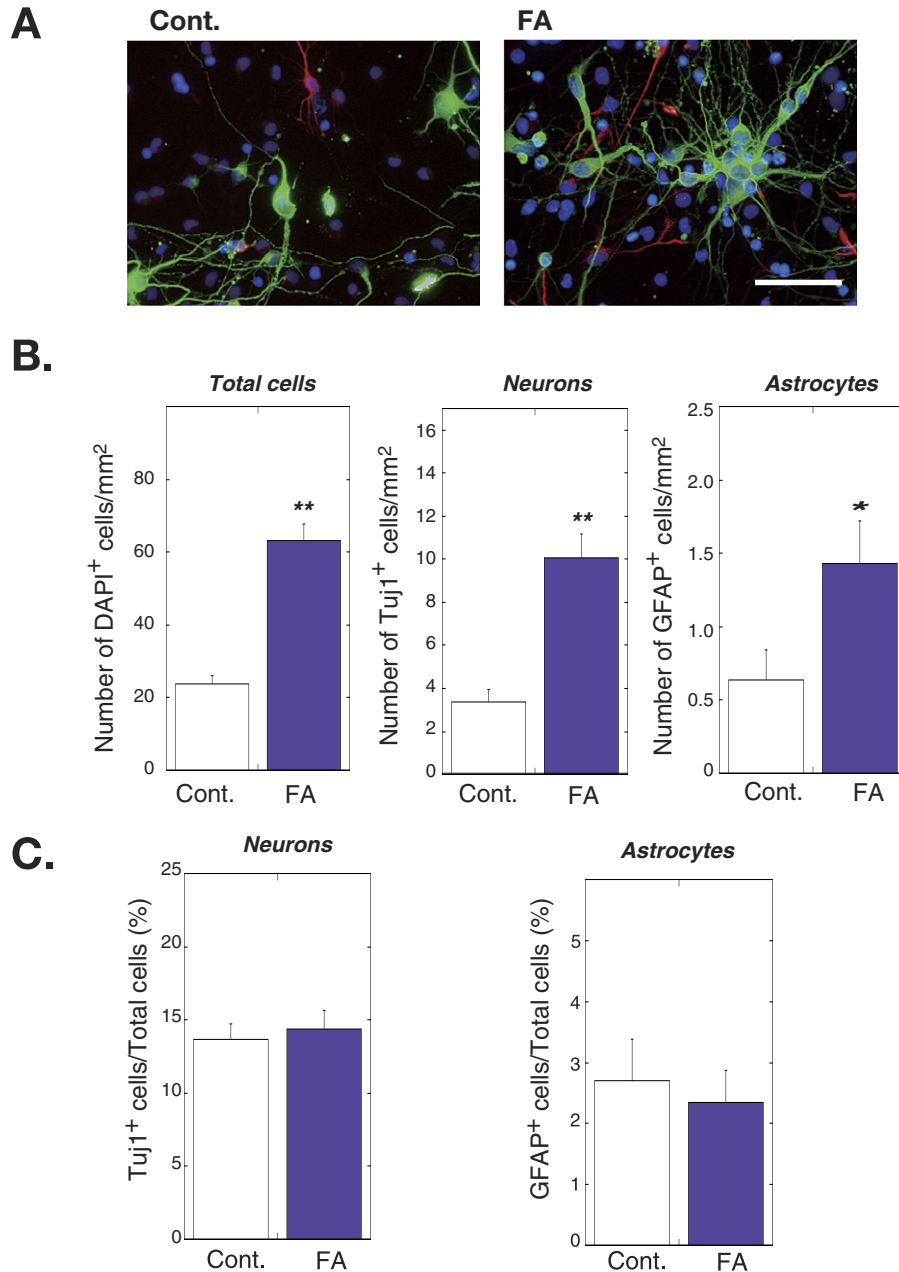 A
Cont.
FA
B.
Total cells
Number of DAPI+ cells/mm2
80
60
40
20
0
**
Cont.
FA
Neurons
Number of Tuj1+ cells/mm2
16
14
12
10
8
6
4
2
0
**
Cont.
FA
Astrocytes
Number of GFAP+ cells/mm2
2.5
2.0
1.5
1.0
0.5
0
*
Cont.
FA
C.
Neurons
Tuj1+ cells/Total cells (%)
25
20
15
10
5
0
Cont.
FA
Astrocytes
GFAP+ cells/Total cells (%)
5
4
3
2
1
0
Cont.
FA